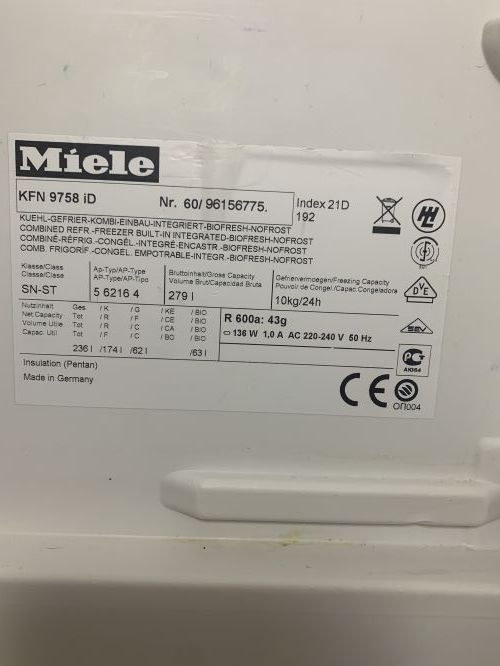 Miele
KFN 9758 iD
Nr. 60/ 96156775.
Index 21D
192
KUEHL-GEFRIER-KOMBI-EINBAU-INTEGRIERT-BIOFRESH-NOFROST
COMBINED REFR.-FREEZER BUILT-IN INTEGRATED-BIOFRESH-NOFROST
COMBINÉ-RÉFRIG.-CONGÉL.-INTEGRÉ-ENCASTR.-BIOFRESH-NOFROST
COMB. FRIGORIF.-CONGEL. EMPOTRABLE-INTEGR.-BIOFRESH-NOFROST
Klasse/Class
Classe/Clase
SN-ST
Ap-Typ/AP-Type
AP-Type/AP-Tipo
5 6216 4
Bruttoinhalt/Gross Capacity
Volume Brut/Capacidad Bruta
279 l
Gefriervermoegen/Freezing Capacity
Pouvoir de Congel./Capac. Congeladora
10kg/24h
Nutzinhalt Ges / K / G / KE / BIO
Net Capacity Tot / R / F / CE / BIO
Volume Utile Tot / R / C / CA / BIO
Capac. Util Tot / F / C / BO / BIO
236 l /174 l /62 l /63 l
R 600a: 43g
136 W 1,0 A AC 220-240 V 50 Hz
Insulation (Pentan)
Made in Germany
VDE
SEV
PC
АЮ64
CE
ОП004